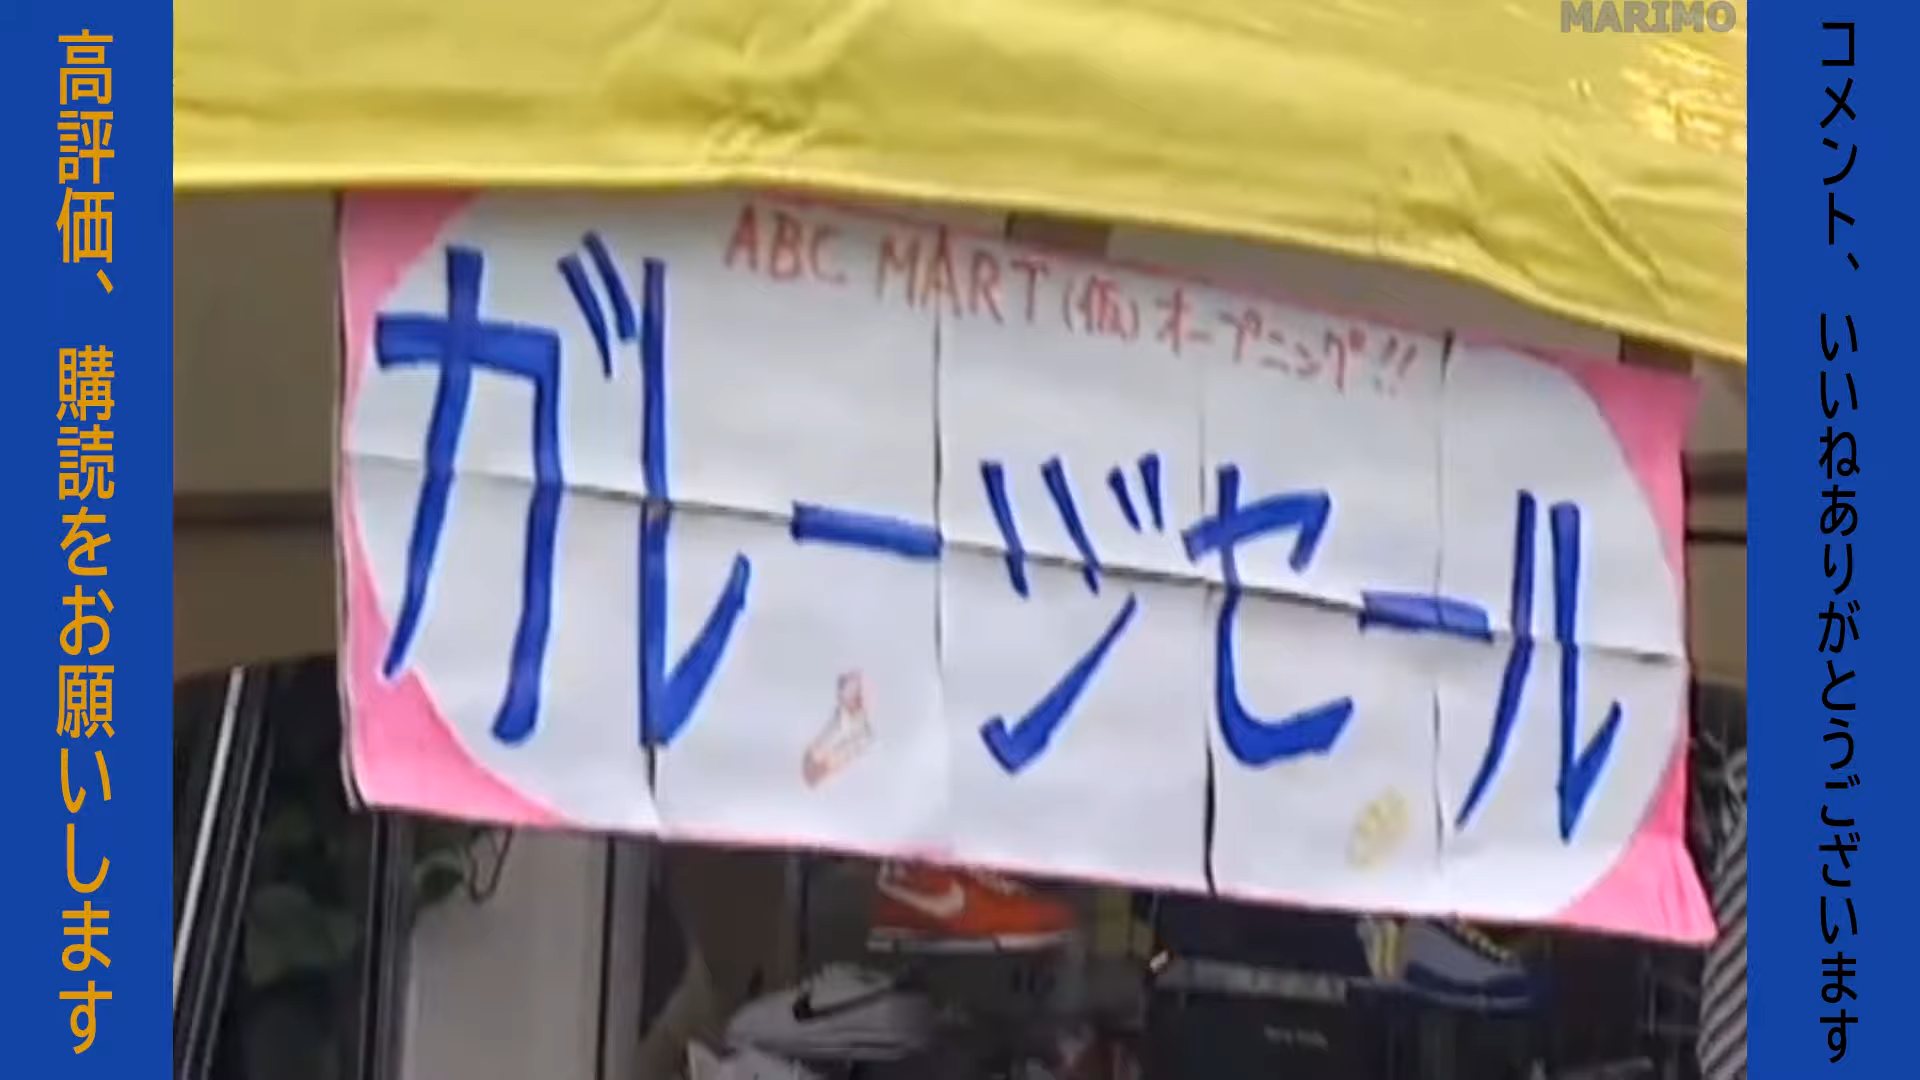 高評価、購読をお願いします
MARIMO
ABC MART (仮) オープニング!!
ガレージセール
コメント、いいねありがとうございます